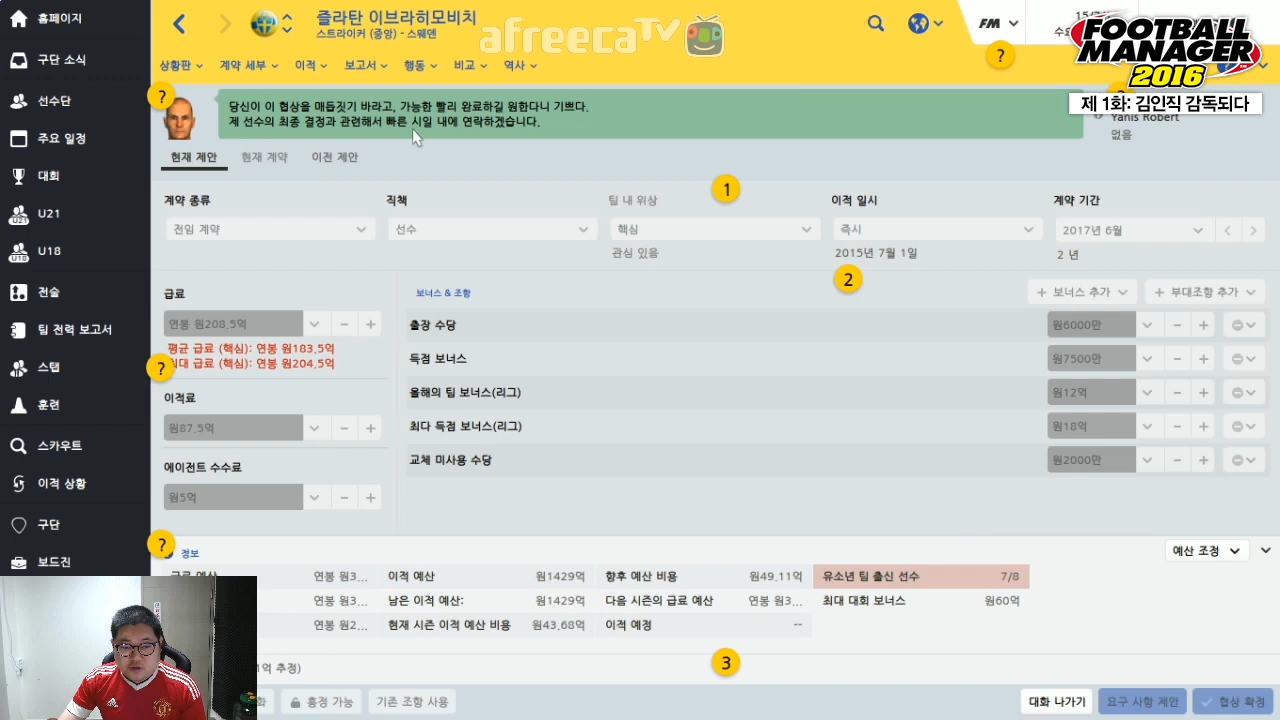 홈페이지
구단 소식
선수단
주요 일정
대회
U21
U18
전술
팀 전력 보고서
스탭
훈련
스카우트
이적 상황
구단
보드진
즐라탄 이브라히모비치
스트라이커 (중앙) - 스웨덴
afreecaTV
FM
FOOTBALL
MANAGER
2016
제 1화: 김인직 감독되다
상황판
계약 세부
이적
보고서
행동
비교
역사
?
?
당신이 이 협상을 매듭짓기 바라고, 가능한 빨리 완료하길 원한다니 기쁘다.
제 선수의 최종 결정과 관련해서 빠른 시일 내에 연락하겠습니다.
Yanis Robert
없음
현재 제안
현재 계약
이전 제안
1
계약 종류
직책
팀 내 위상
이적 일시
계약 기간
전임 계약
선수
핵심
즉시
2017년 6월
관심 있음
2015년 7월 1일
2 년
2
급료
보너스 & 조항
+ 보너스 추가
+ 부대조항 추가
연봉 원208.5억
평균 급료 (핵심): 연봉 원183.5억
최대 급료 (핵심): 연봉 원204.5억
?
출장 수당
원6000만
득점 보너스
원7500만
올해의 팀 보너스(리그)
원12억
최다 득점 보너스(리그)
원18억
교체 미사용 수당
원2000만
이적료
원87.5억
에이전트 수수료
원5억
?
정보
예산 조정
연봉 원3...
이적 예산
원1429억
향후 예산 비용
원49.11억
유소년 팀 출신 선수
7/8
연봉 원3...
남은 이적 예산:
원1429억
다음 시즌의 급료 예산
연봉 원3...
최대 대회 보너스
원60억
연봉 원2...
현재 시즌 이적 예산 비용
원43.68억
이적 예정
--
1억 추정)
3
흥정 가능
기존 조항 사용
대화 나가기
요구 사항 제안
협상 확정